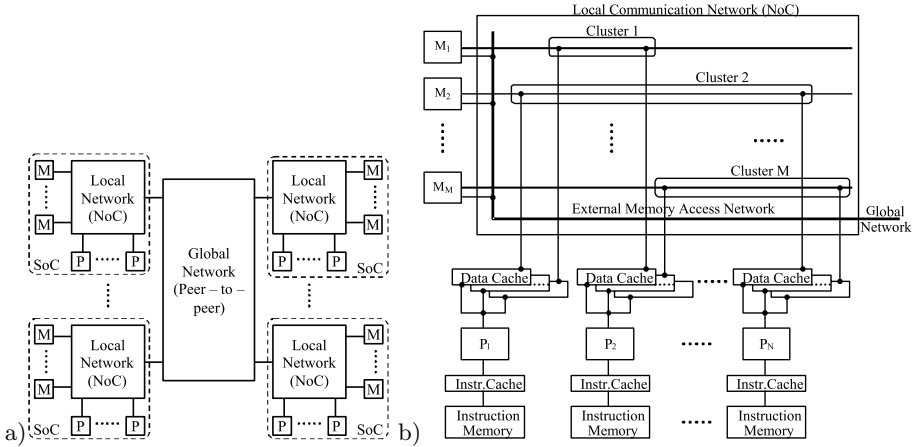 a)
M
M
Local
Network
(NoC)
P
P
SoC
Global
Network
(Peer – to –
peer)
Local
Network
(NoC)
M
M
P
P
SoC
M
M
Local
Network
(NoC)
P
P
SoC
Local
Network
(NoC)
M
M
P
P
SoC
b)
Local Communication Network (NoC)
M1
Cluster 1
M2
Cluster 2
MM
Cluster M
External Memory Access Network
Global
Network
Data Cache
Data Cache
Data Cache
P1
P2
PN
Instr,Cache
Instr,Cache
Instr,Cache
Instruction
Memory
Instruction
Memory
Instruction
Memory